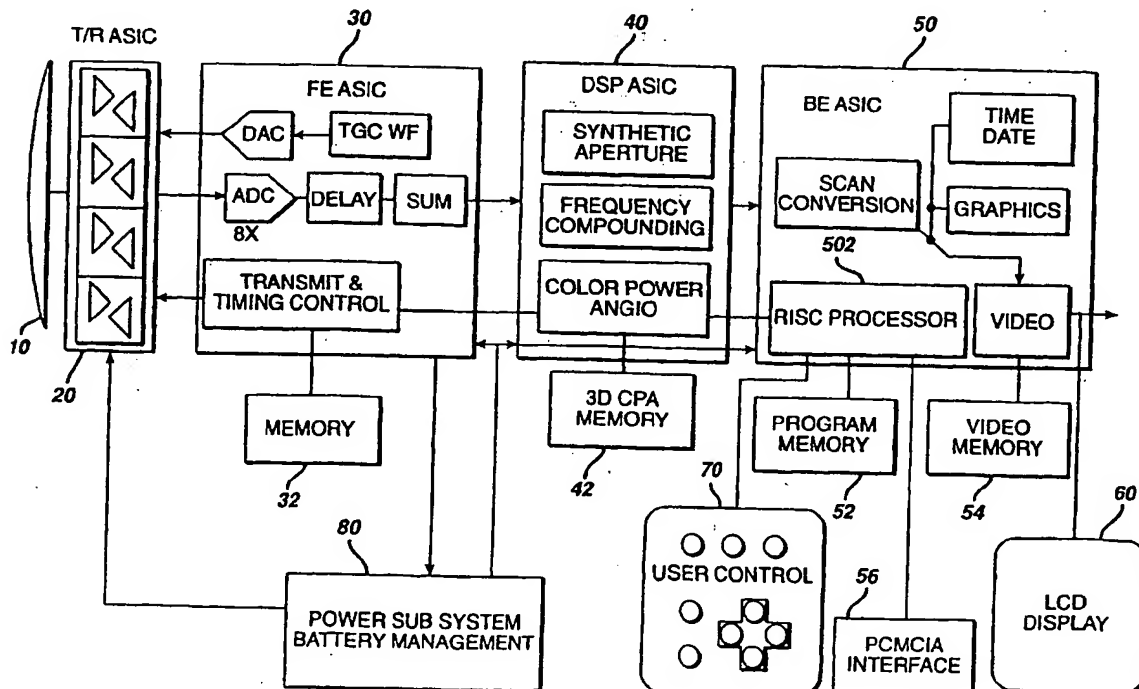 30
40
50
T/R ASIC
FE ASIC
DSP ASIC
BE ASIC
DAC
TGC WF
SYNTHETIC
APERTURE
TIME
DATE
ADC
8X
DELAY
SUM
FREQUENCY
COMPOUNDING
SCAN
CONVERSION
GRAPHICS
502
TRANSMIT &
TIMING CONTROL
COLOR POWER
ANGIO
RISC PROCESSOR
VIDEO
10
20
MEMORY
32
3D CPA
MEMORY
42
PROGRAM
MEMORY
52
VIDEO
MEMORY
54
70
60
80
USER CONTROL
POWER SUB SYSTEM
BATTERY MANAGEMENT
56
PCMCIA
INTERFACE
LCD
DISPLAY